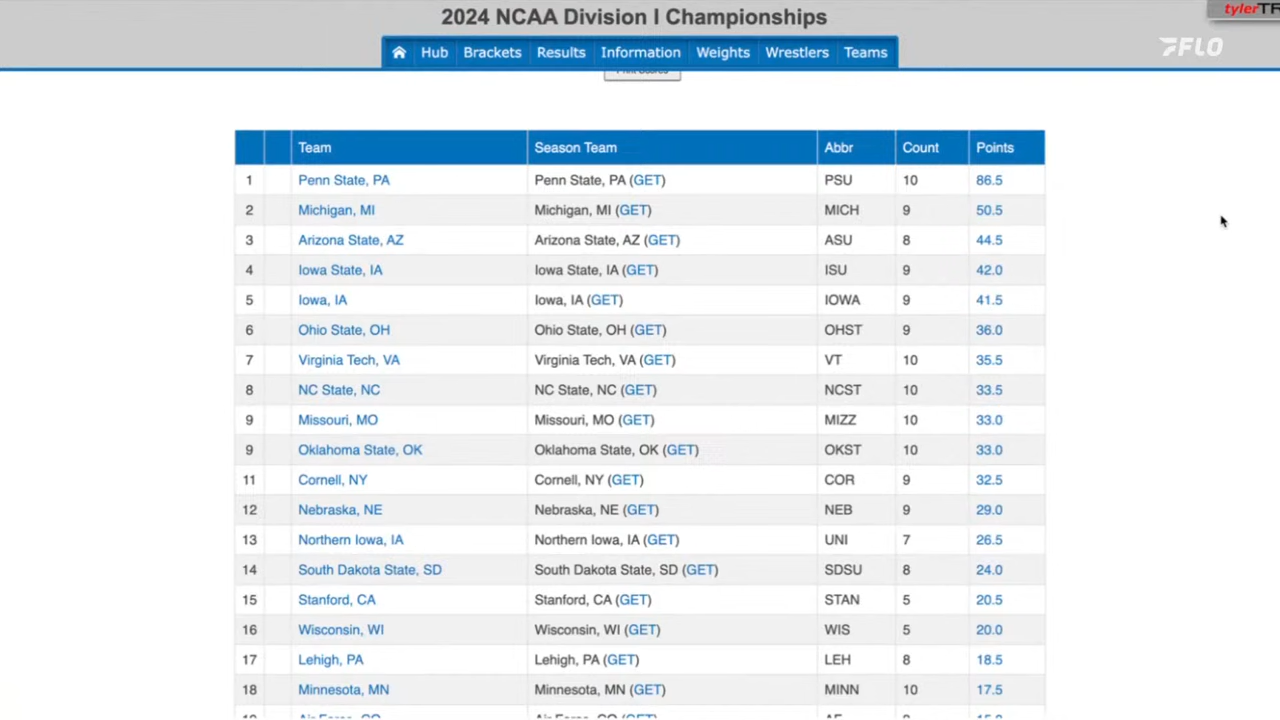 2024 NCAA Division I Championships
tylerTR
Hub Brackets Results Information Weights Wrestlers Teams
FLO
Print Scores
Team Season Team Abbr Count Points
1 Penn State, PA Penn State, PA (GET) PSU 10 86.5
2 Michigan, MI Michigan, MI (GET) MICH 9 50.5
3 Arizona State, AZ Arizona State, AZ (GET) ASU 8 44.5
4 Iowa State, IA Iowa State, IA (GET) ISU 9 42.0
5 Iowa, IA Iowa, IA (GET) IOWA 9 41.5
6 Ohio State, OH Ohio State, OH (GET) OHST 9 36.0
7 Virginia Tech, VA Virginia Tech, VA (GET) VT 10 35.5
8 NC State, NC NC State, NC (GET) NCST 10 33.5
9 Missouri, MO Missouri, MO (GET) MIZZ 10 33.0
9 Oklahoma State, OK Oklahoma State, OK (GET) OKST 10 33.0
11 Cornell, NY Cornell, NY (GET) COR 9 32.5
12 Nebraska, NE Nebraska, NE (GET) NEB 9 29.0
13 Northern Iowa, IA Northern Iowa, IA (GET) UNI 7 26.5
14 South Dakota State, SD South Dakota State, SD (GET) SDSU 8 24.0
15 Stanford, CA Stanford, CA (GET) STAN 5 20.5
16 Wisconsin, WI Wisconsin, WI (GET) WIS 5 20.0
17 Lehigh, PA Lehigh, PA (GET) LEH 8 18.5
18 Minnesota, MN Minnesota, MN (GET) MINN 10 17.5